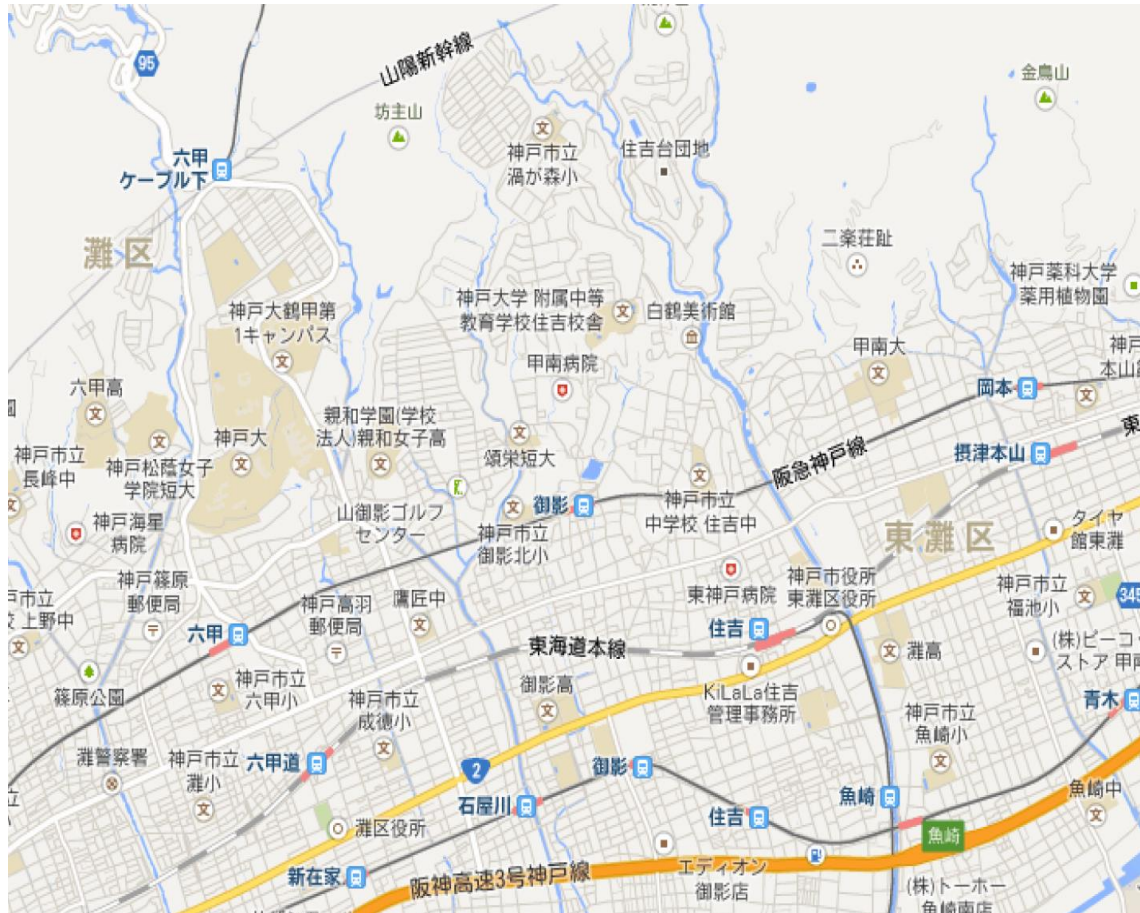 95
山陽新幹線
坊主山
金鳥山
六甲
ケーブル下
神戸市立
渦が森小
住吉台団地
灘区
二楽荘趾
神戸薬科大学
薬用植物園
神戸大鶴甲第
1キャンパス
神戸大学 附属中等
教育学校住吉校舎
白鶴美術館
甲南病院
甲南大
神戸
本山
岡本
六甲高
親和学園(学校
法人)親和女子高
神戸大
頌栄短大
神戸市立
長峰中
神戸松蔭女子
学院短大
阪急神戸線
摂津本山
東
神戸海星
病院
山御影ゴルフ
センター
御影
神戸市立
御影北小
神戸市立
中学校 住吉中
東灘区
タイヤ
館東灘
神戸篠原
郵便局
戸市立
校 上野中
神戸高羽
郵便局
鷹匠中
東神戸病院
神戸市役所
東灘区役所
神戸市立
福池小
345
六甲
東海道本線
住吉
灘高
(株)ピーコッ
ストア 甲南
篠原公園
神戸市立
六甲小
神戸市立
成徳小
御影高
KiLaLa住吉
管理事務所
青木
神戸市立
魚崎小
灘警察署
神戸市立
灘小
六甲道
2
御影
石屋川
住吉
魚崎
魚崎中
灘区役所
魚崎
新在家
阪神高速3号神戸線
エディオン
御影店
(株)トーホー
魚崎南店